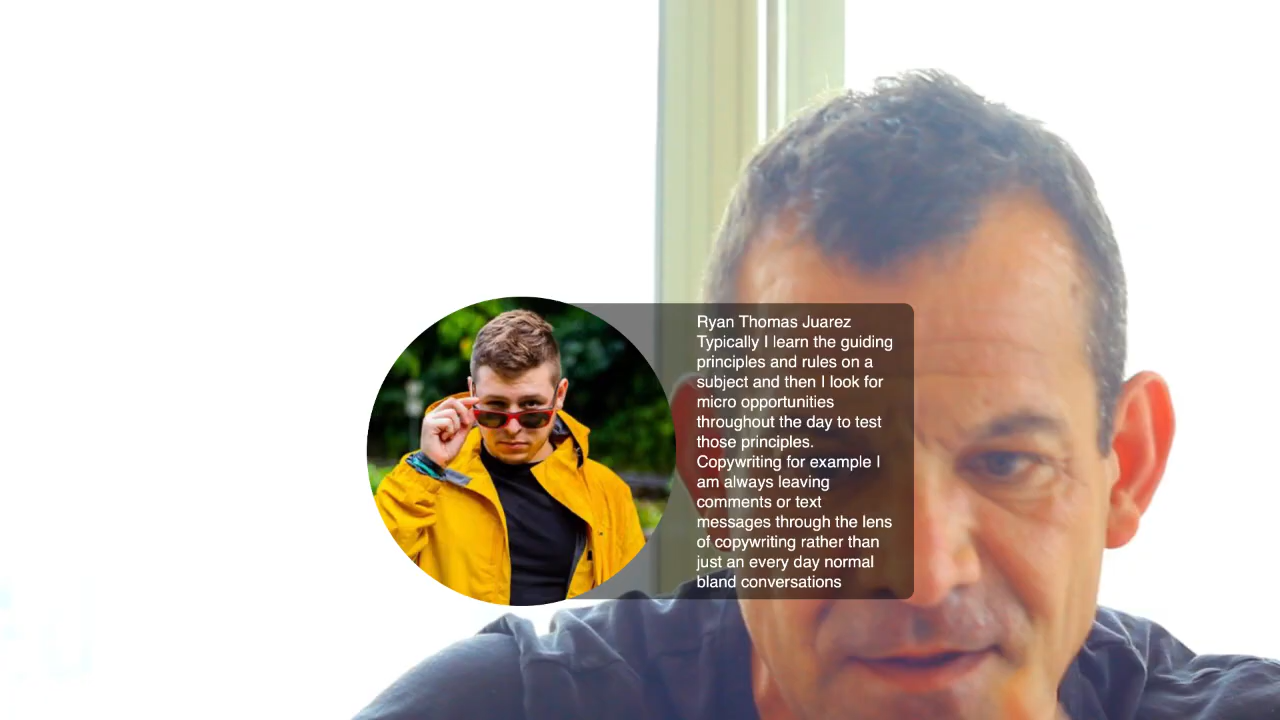 Ryan Thomas Juarez
Typically I learn the guiding
principles and rules on a
subject and then I look for
micro opportunities
throughout the day to test
those principles.
Copywriting for example I
am always leaving
comments or text
messages through the lens
of copywriting rather than
just an every day normal
bland conversations